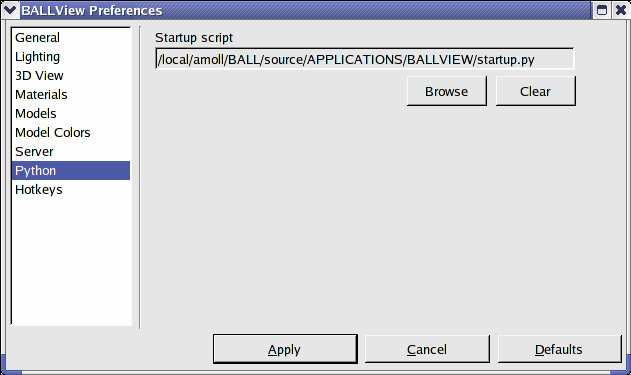 BALLView Preferences
General
Lighting
3D View
Materials
Models
Model Colors
Server
Python
Hotkeys
Startup script
/local/amoll/BALL/source/APPLICATIONS/BALLVIEW/startup.py
Browse Clear
Apply Cancel Defaults